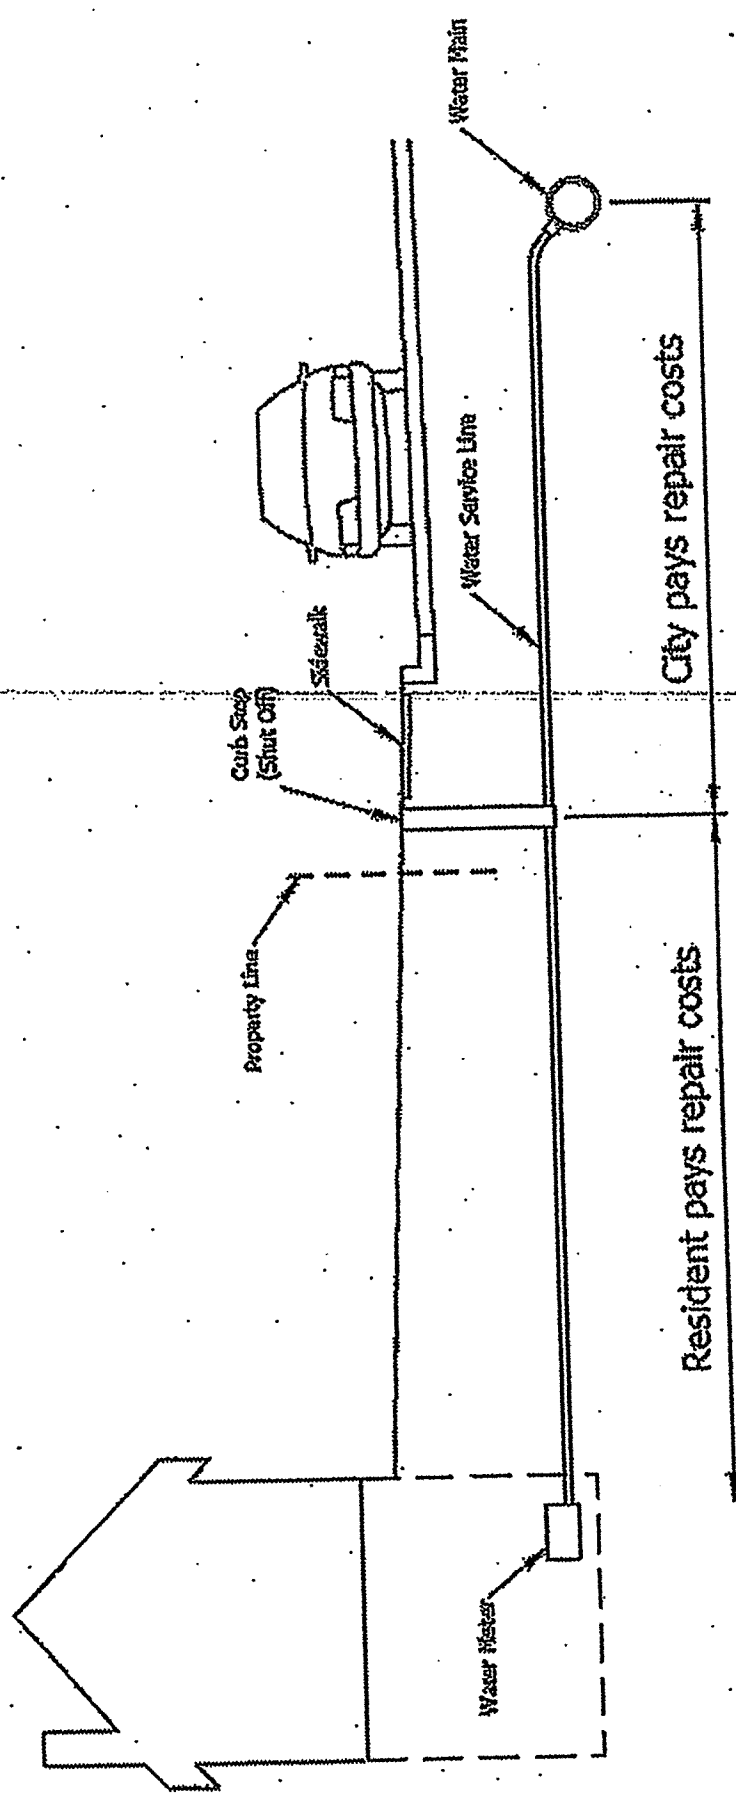 Property Line
Curb Stop
(Shut Off)
Sidewalk
Water Main
Water Service Line
Water Meter
Resident pays repair costs
City pays repair costs